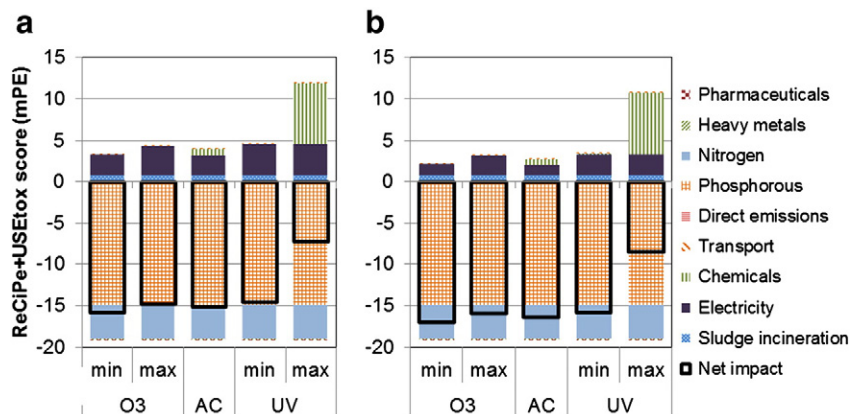 a
b
ReCiPe+USEtox score (mPE)
15
10
5
0
-5
-10
-15
-20
min max min max
O3 AC UV
15
10
5
0
-5
-10
-15
-20
min max min max
O3 AC UV
Pharmaceuticals
Heavy metals
Nitrogen
Phosphorous
Direct emissions
Transport
Chemicals
Electricity
Sludge incineration
Net impact